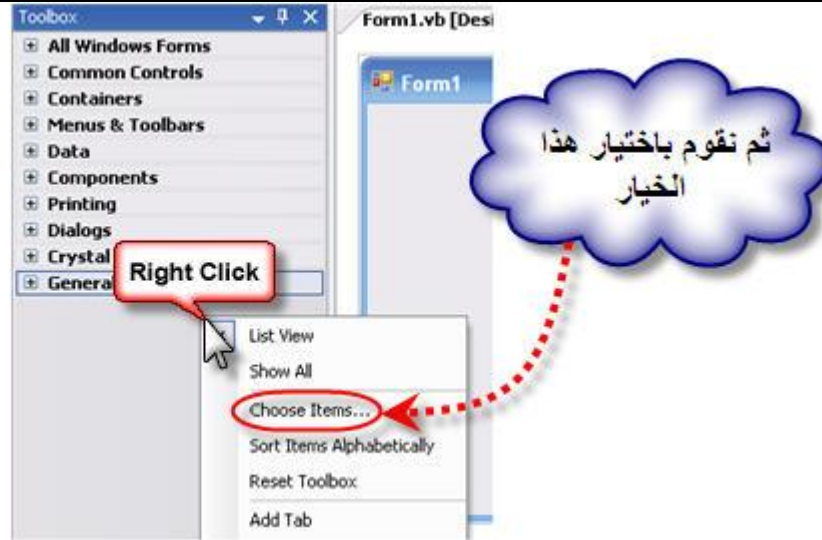 Toolbox
Form1.vb [Desi
All Windows Forms
Common Controls
Containers
Menus & Toolbars
Data
Components
Printing
Dialogs
Crystal
General
Form1
ثم نقوم باختيار هذا
الخيار
Right Click
List View
Show All
Choose Items...
Sort Items Alphabetically
Reset Toolbox
Add Tab